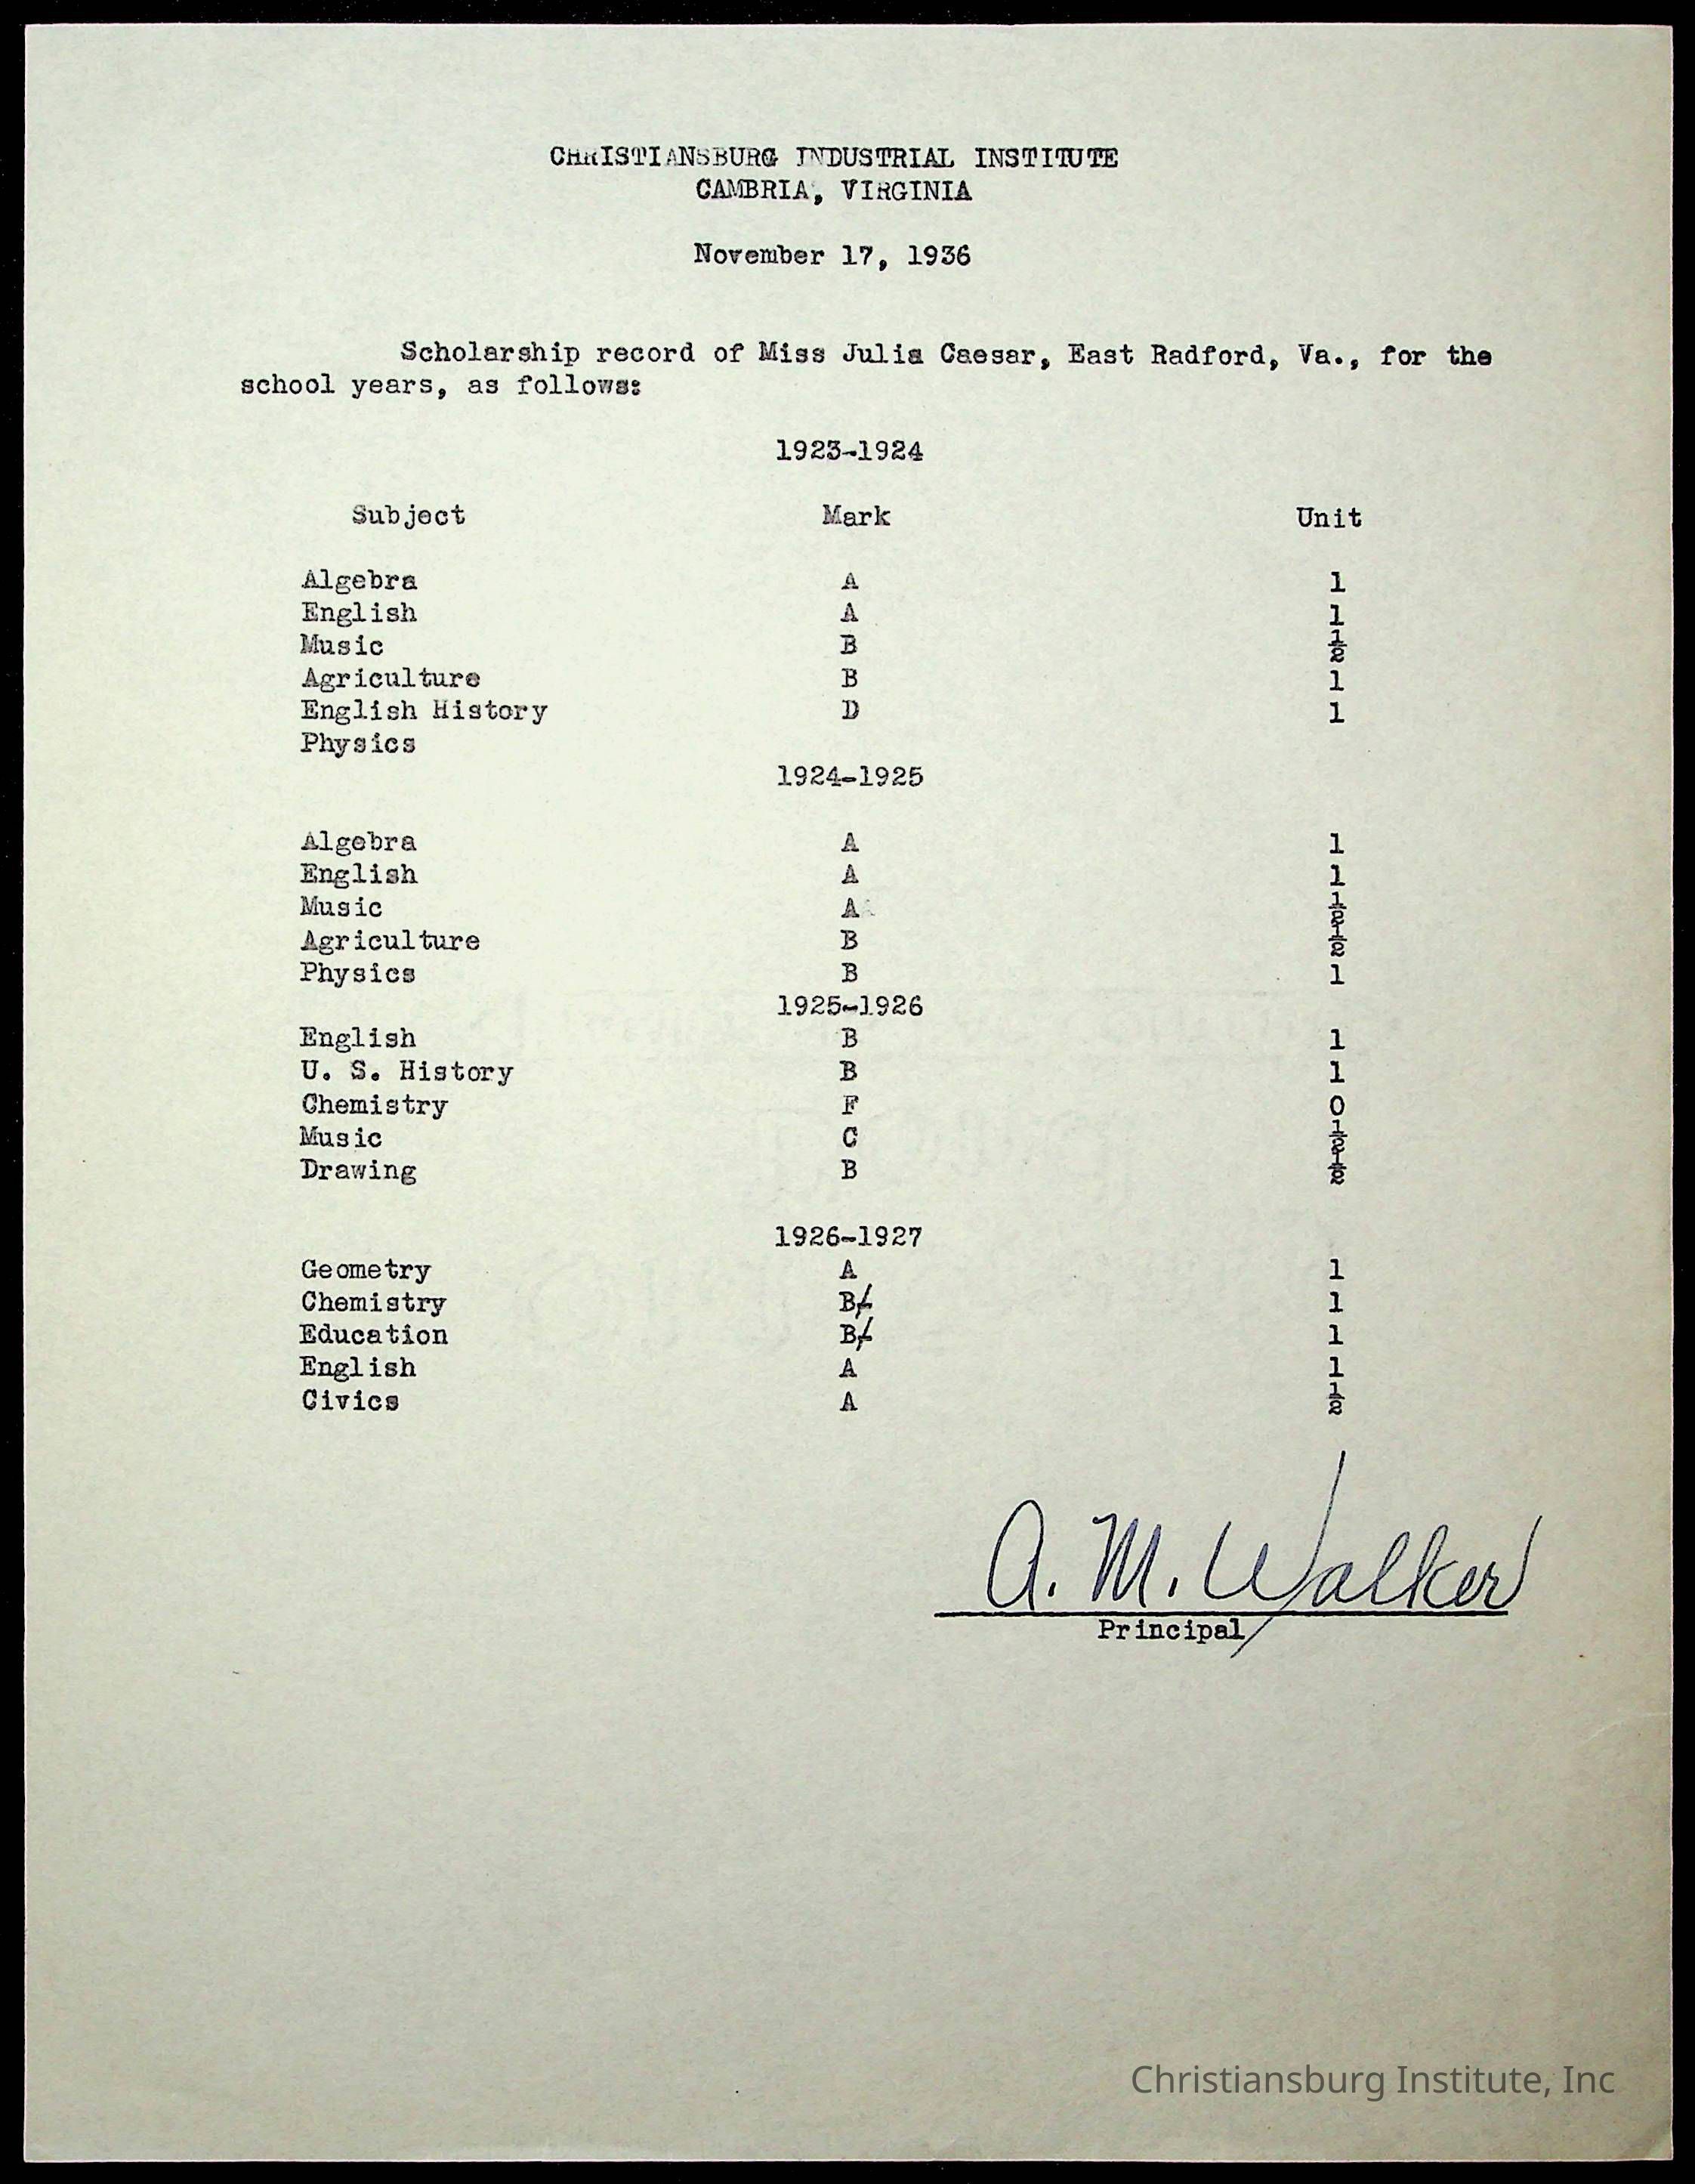 CHRISTIANSBURG INDUSTRIAL INSTITUTE
CAMBRIA, VIRGINIA
November 17, 1936
Scholarship record of Miss Julia Caesar, East Radford, Va., for the
school years, as follows:
1923-1924
Subject Mark Unit
Algebra A 1
English A 1
Music B ½
Agriculture B 1
English History D 1
Physics
1924-1925
Algebra A 1
English A 1
Music A ½
Agriculture B ½
Physics B 1
1925-1926
English B 1
U. S. History B 1
Chemistry F 0
Music C ½
Drawing B ½
1926-1927
Geometry A 1
Chemistry B+ 1
Education B+ 1
English A 1
Civics A ½
A. M. Walker
Principal
Christiansburg Institute, Inc